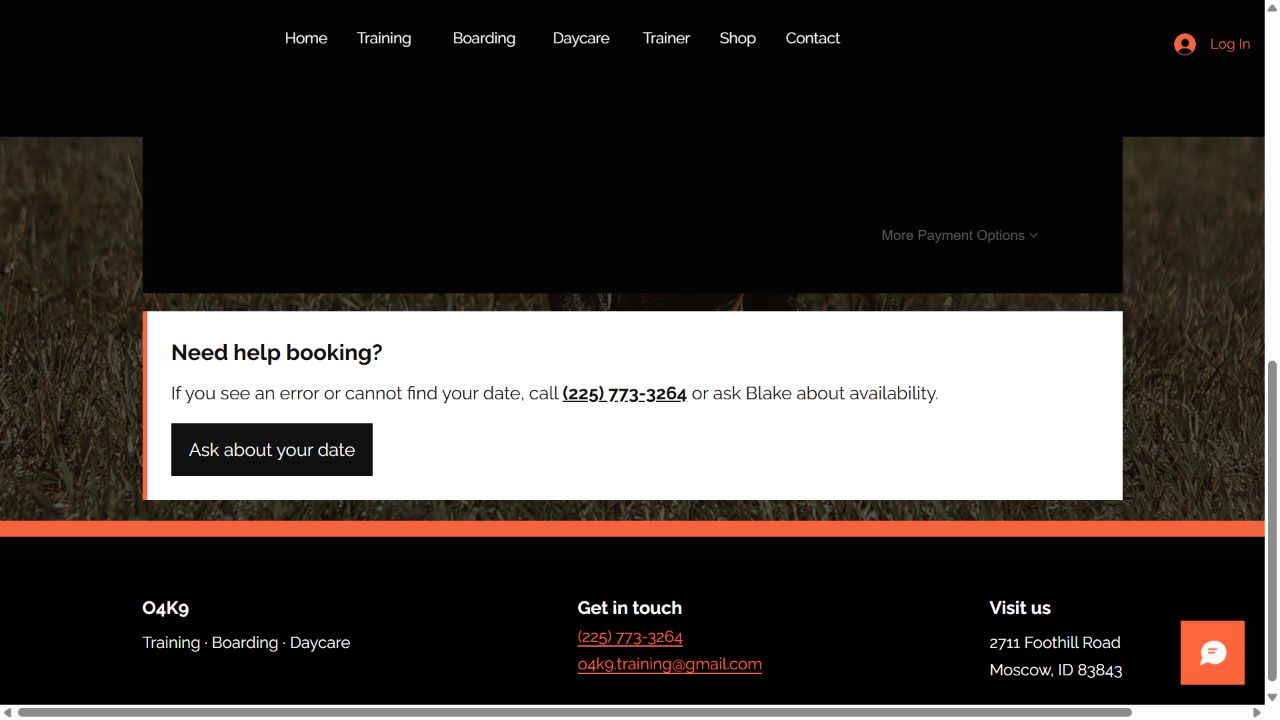 Home Training Boarding Daycare Trainer Shop Contact
Log In
More Payment Options
Need help booking?
If you see an error or cannot find your date, call (225) 773-3264 or ask Blake about availability.
Ask about your date
O4K9
Training · Boarding · Daycare
Get in touch
(225) 773-3264
o4k9.training@gmail.com
Visit us
2711 Foothill Road
Moscow, ID 83843